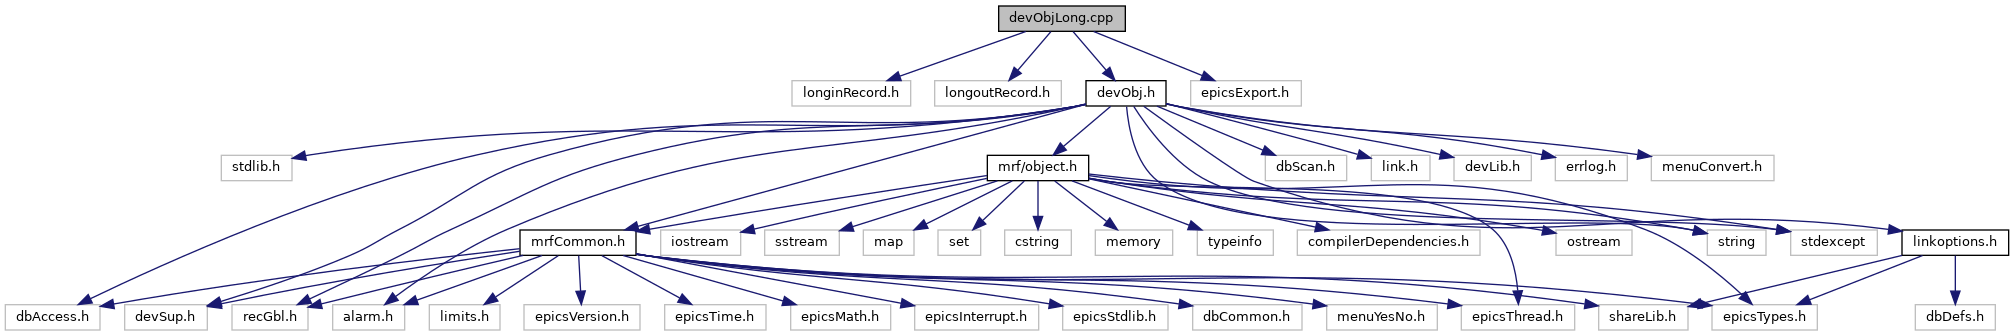 devObjLong.cpp
longinRecord.h
longoutRecord.h
devObj.h
epicsExport.h
stdlib.h
mrf/object.h
dbScan.h
link.h
devLib.h
errlog.h
menuConvert.h
mrfCommon.h
iostream
sstream
map
set
cstring
memory
typeinfo
compilerDependencies.h
ostream
string
stdexcept
linkoptions.h
dbAccess.h
devSup.h
recGbl.h
alarm.h
limits.h
epicsVersion.h
epicsTime.h
epicsMath.h
epicsInterrupt.h
epicsStdlib.h
dbCommon.h
menuYesNo.h
epicsThread.h
shareLib.h
epicsTypes.h
dbDefs.h